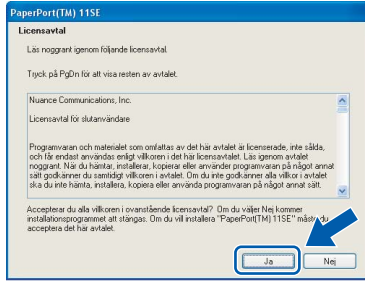 PaperPort(TM) 11SE
Licensavtal
Läs noggrant igenom följande licensavtal.
Tryck på PgDn för att visa resten av avtalet.
Nuance Communications, Inc.
Licensavtal för slutanvändare
Programvaran och materialet som omfattas av det här avtalet är licenserade, inte sålda,
och får endast användas enligt villkoren i det här licensavtalet. Läs igenom avtalet
noggrant. När du hämtar, installerar, kopierar eller använder programvaran på något annat
sätt godkänner du samtidigt villkoren i avtalet. Om du inte godkänner alla villkor i avtalet
ska du inte hämta, installera, kopiera eller använda programvaran på något annat sätt.
Accepterar du alla villkoren i ovanstående licensavtal? Om du väljer Nej kommer
installationsprogrammet att stängas. Om du vill installera "PaperPort(TM) 11SE" måste du
acceptera det här avtalet.
Ja
Nej